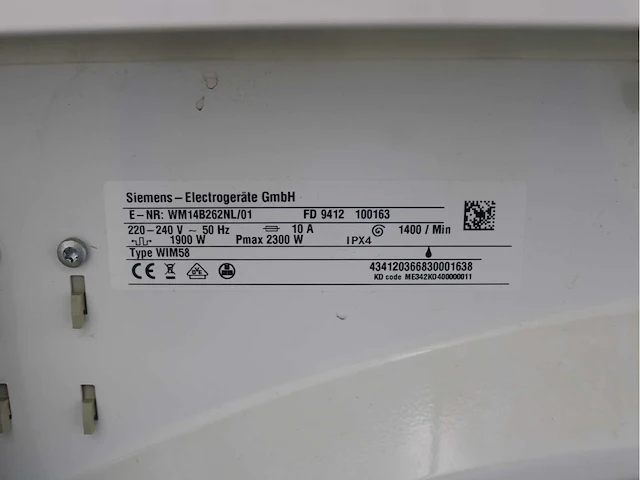 Siemens-Electrogeräte GmbH
E-NR: WM14B262NL/01 FD 9412 100163
220-240 V ~ 50 Hz 10 A 1400 / Min
1900 W Pmax 2300 W IPX4
Type WIM58
434120366830001638
KD code ME342KO400000011